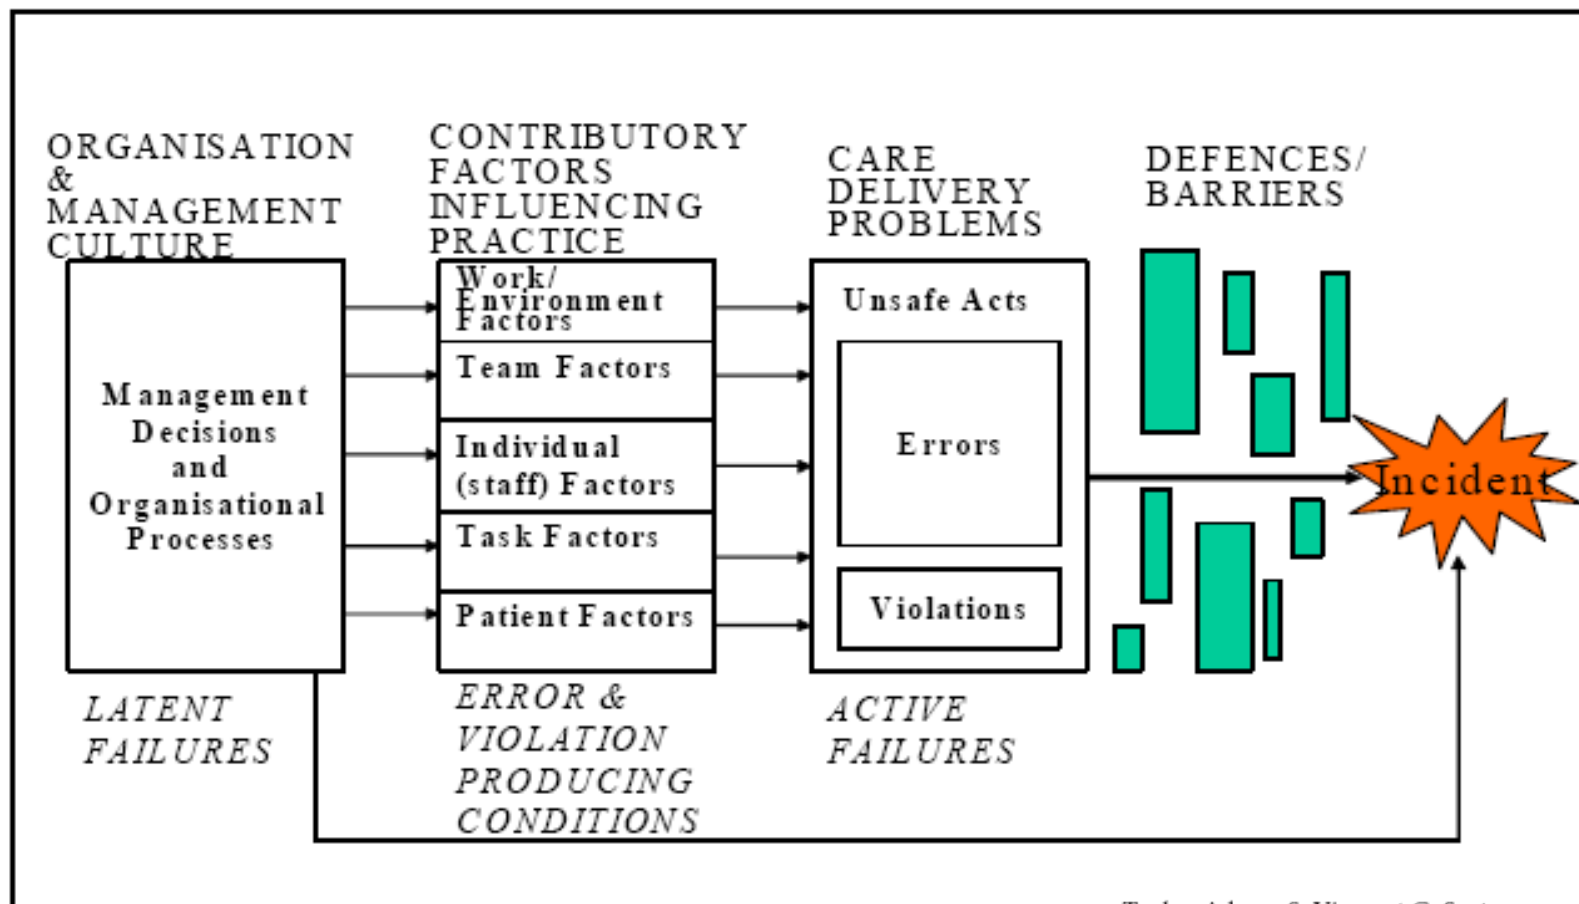 ORGANISATION
&
MANAGEMENT
CULTURE
CONTRIBUTORY
FACTORS
INFLUENCING
PRACTICE
CARE
DELIVERY
PROBLEMS
DEFENCES/
BARRIERS
Management
Decisions
and
Organisational
Processes
Work/
Environment
Factors
Team Factors
Individual
(staff) Factors
Task Factors
Patient Factors
Unsafe Acts
Errors
Violations
Incident
LATENT
FAILURES
ERROR &
VIOLATION
PRODUCING
CONDITIONS
ACTIVE
FAILURES